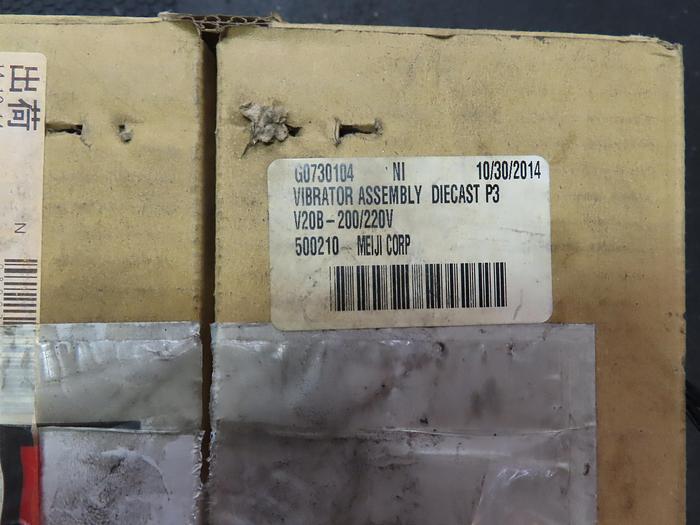 出荷
G0730104 NI 10/30/2014
VIBRATOR ASSEMBLY DIECAST P3
V20B-200/220V
500210 MEIJI CORP
N